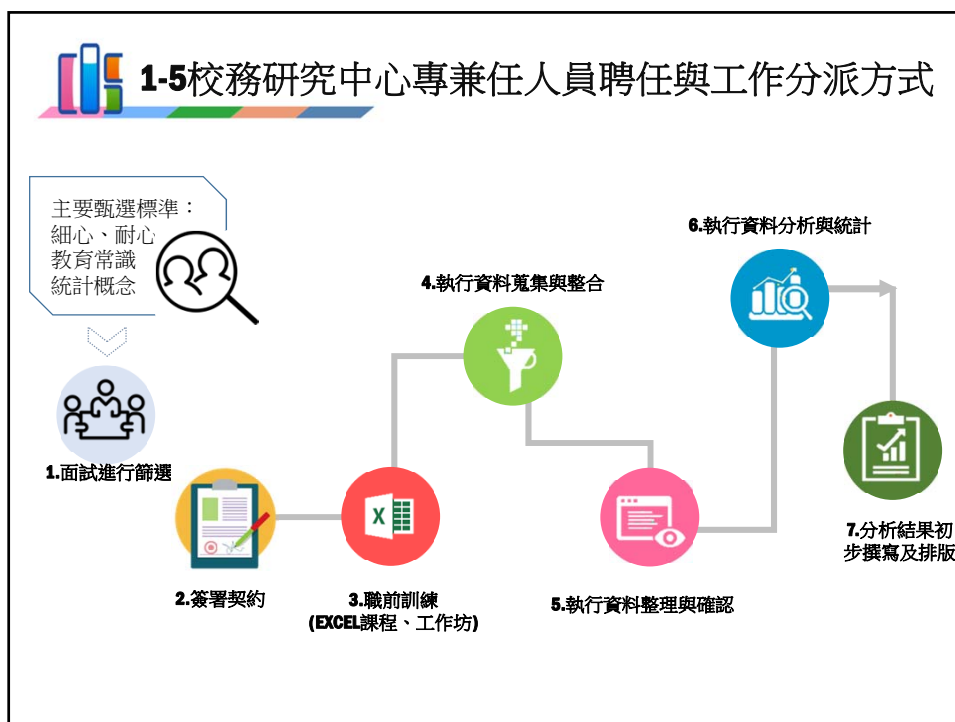 1-5校務研究中心專兼任人員聘任與工作分派方式
主要甄選標準：
細心、耐心
教育常識
統計概念
1.面試進行篩選
2.簽署契約
3.職前訓練
(EXCEL課程、工作坊)
4.執行資料蒐集與整合
5.執行資料整理與確認
6.執行資料分析與統計
7.分析結果初
步撰寫及排版